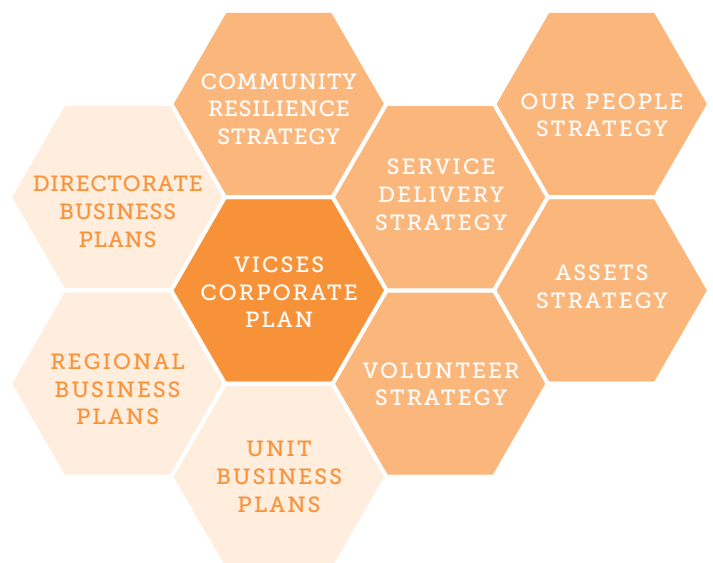 COMMUNITY
RESILIENCE
STRATEGY
OUR PEOPLE
STRATEGY
DIRECTORATE
BUSINESS
PLANS
SERVICE
DELIVERY
STRATEGY
VICSES
CORPORATE
PLAN
ASSETS
STRATEGY
REGIONAL
BUSINESS
PLANS
VOLUNTEER
STRATEGY
UNIT
BUSINESS
PLANS